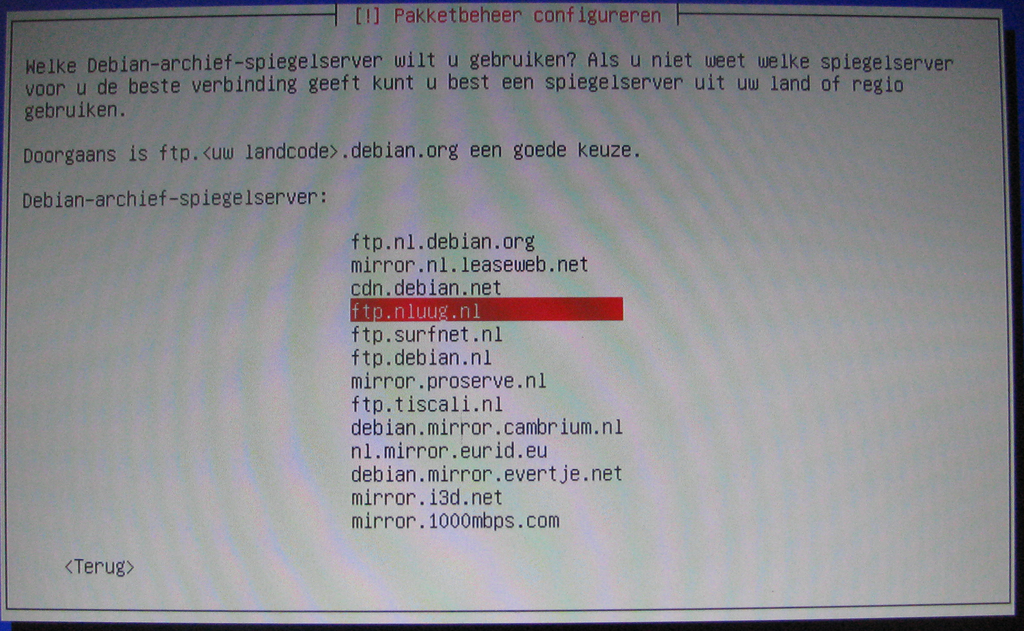 [!] Pakketbeheer configureren
Welke Debian-archief-spiegelserver wilt u gebruiken? Als u niet weet welke spiegelserver
voor u de beste verbinding geeft kunt u best een spiegelserver uit uw land of regio
gebruiken.
Doorgaans is ftp.<uw landcode>.debian.org een goede keuze.
Debian-archief-spiegelserver:
ftp.nl.debian.org
mirror.nl.leaseweb.net
cdn.debian.net
ftp.nluug.nl
ftp.surfnet.nl
ftp.debian.nl
mirror.proserve.nl
ftp.tiscali.nl
debian.mirror.cambrium.nl
nl.mirror.eurid.eu
debian.mirror.evertje.net
mirror.i3d.net
mirror.1000mbps.com
<Terug>